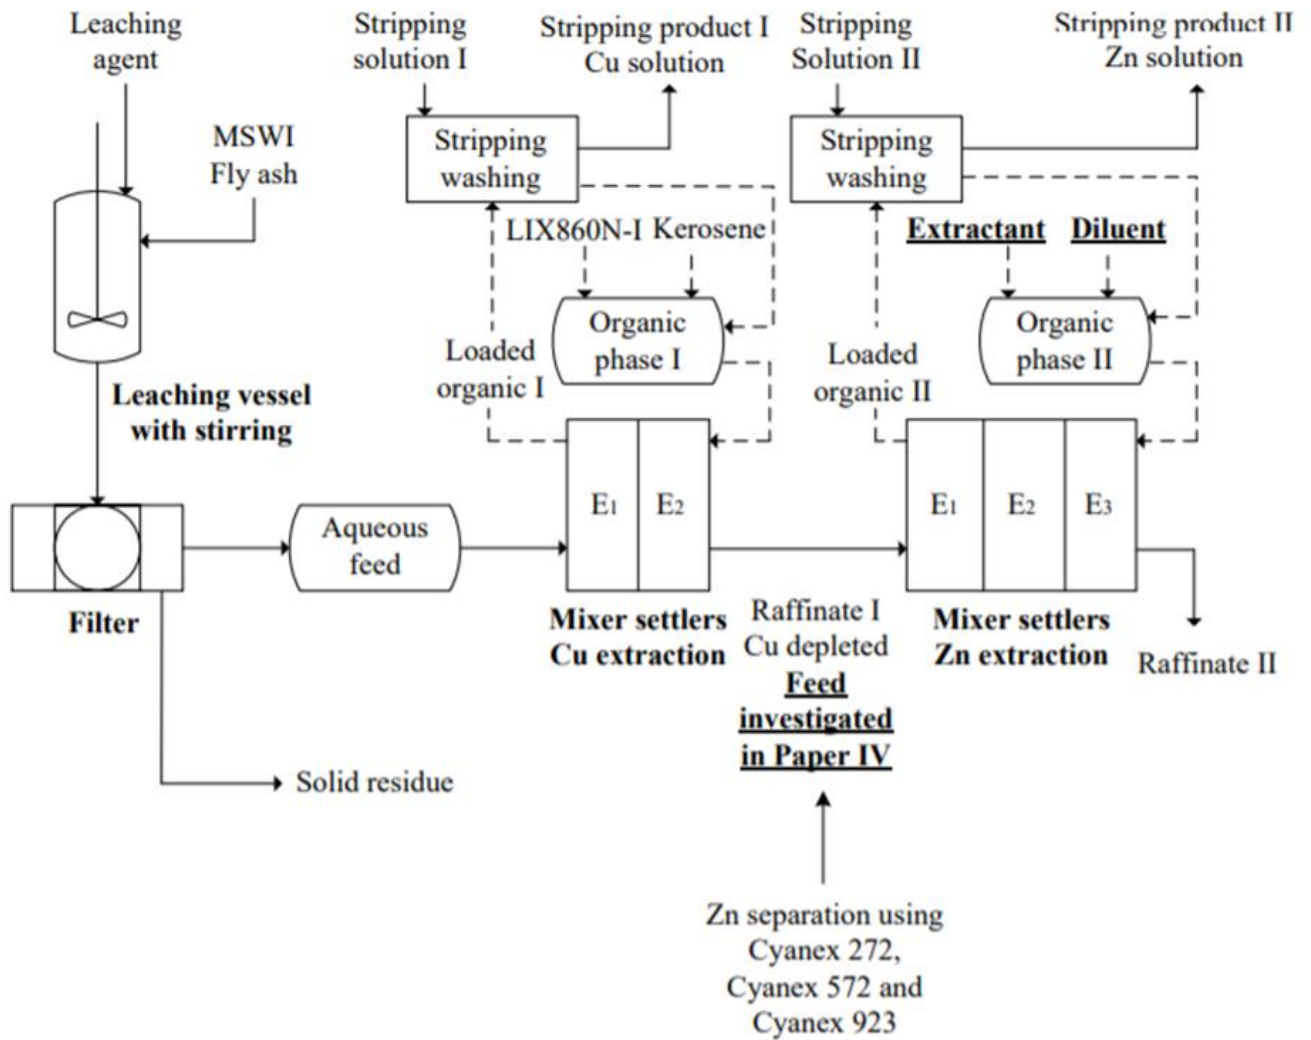 Leaching
agent
Stripping
solution I
Stripping product I
Cu solution
Stripping
Solution II
Stripping product II
Zn solution
MSWI
Fly ash
Stripping
washing
Stripping
washing
LIX860N-I Kerosene
Extractant
Diluent
Organic
phase I
Organic
phase II
Loaded
organic I
Loaded
organic II
Leaching vessel
with stirring
Aqueous
feed
E1
E2
E1
E2
E3
Filter
Mixer settlers
Cu extraction
Raffinate I
Cu depleted
Feed
investigated
in Paper IV
Mixer settlers
Zn extraction
Raffinate II
Solid residue
Zn separation using
Cyanex 272,
Cyanex 572 and
Cyanex 923